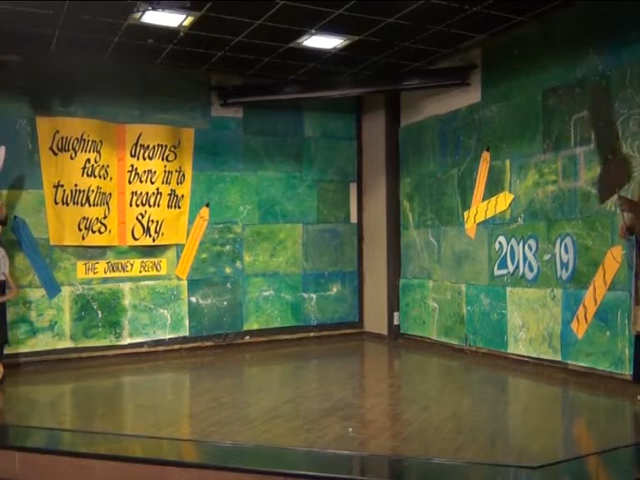 Laughing
faces,
twinkling
eyes,
dreams'
there in to
reach the
Sky.
THE JOURNEY BEGINS
2018-19